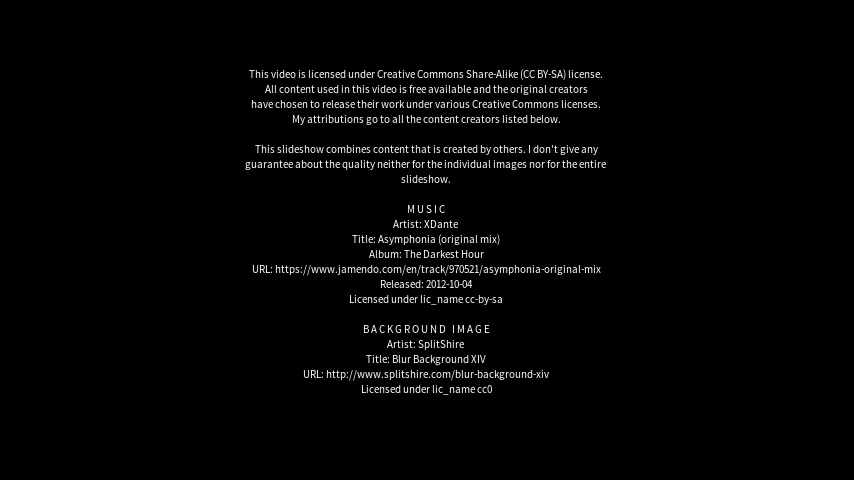 This video is licensed under Creative Commons Share-Alike (CC BY-SA) license.
All content used in this video is free available and the original creators
have chosen to release their work under various Creative Commons licenses.
My attributions go to all the content creators listed below.
This slideshow combines content that is created by others. I don't give any
guarantee about the quality neither for the individual images nor for the entire
slideshow.
M U S I C
Artist: XDante
Title: Asymphonia (original mix)
Album: The Darkest Hour
URL: https://www.jamendo.com/en/track/970521/asymphonia-original-mix
Released: 2012-10-04
Licensed under lic_name cc-by-sa
B A C K G R O U N D   I M A G E
Artist: SplitShire
Title: Blur Background XIV
URL: http://www.splitshire.com/blur-background-xiv
Licensed under lic_name cc0